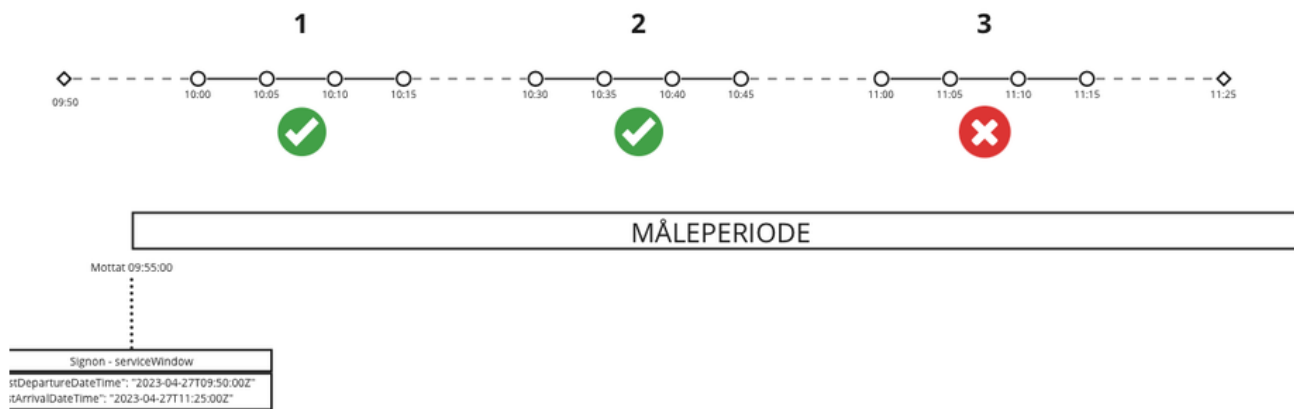 1 2 3
09:50 10:00 10:05 10:10 10:15 10:30 10:35 10:40 10:45 11:00 11:05 11:10 11:15 11:25
MÅLEPERIODE
Mottat 09:55:00
Signon - serviceWindow
stDepartureDateTime": "2023-04-27T09:50:00Z"
stArrivalDateTime": "2023-04-27T11:25:00Z"